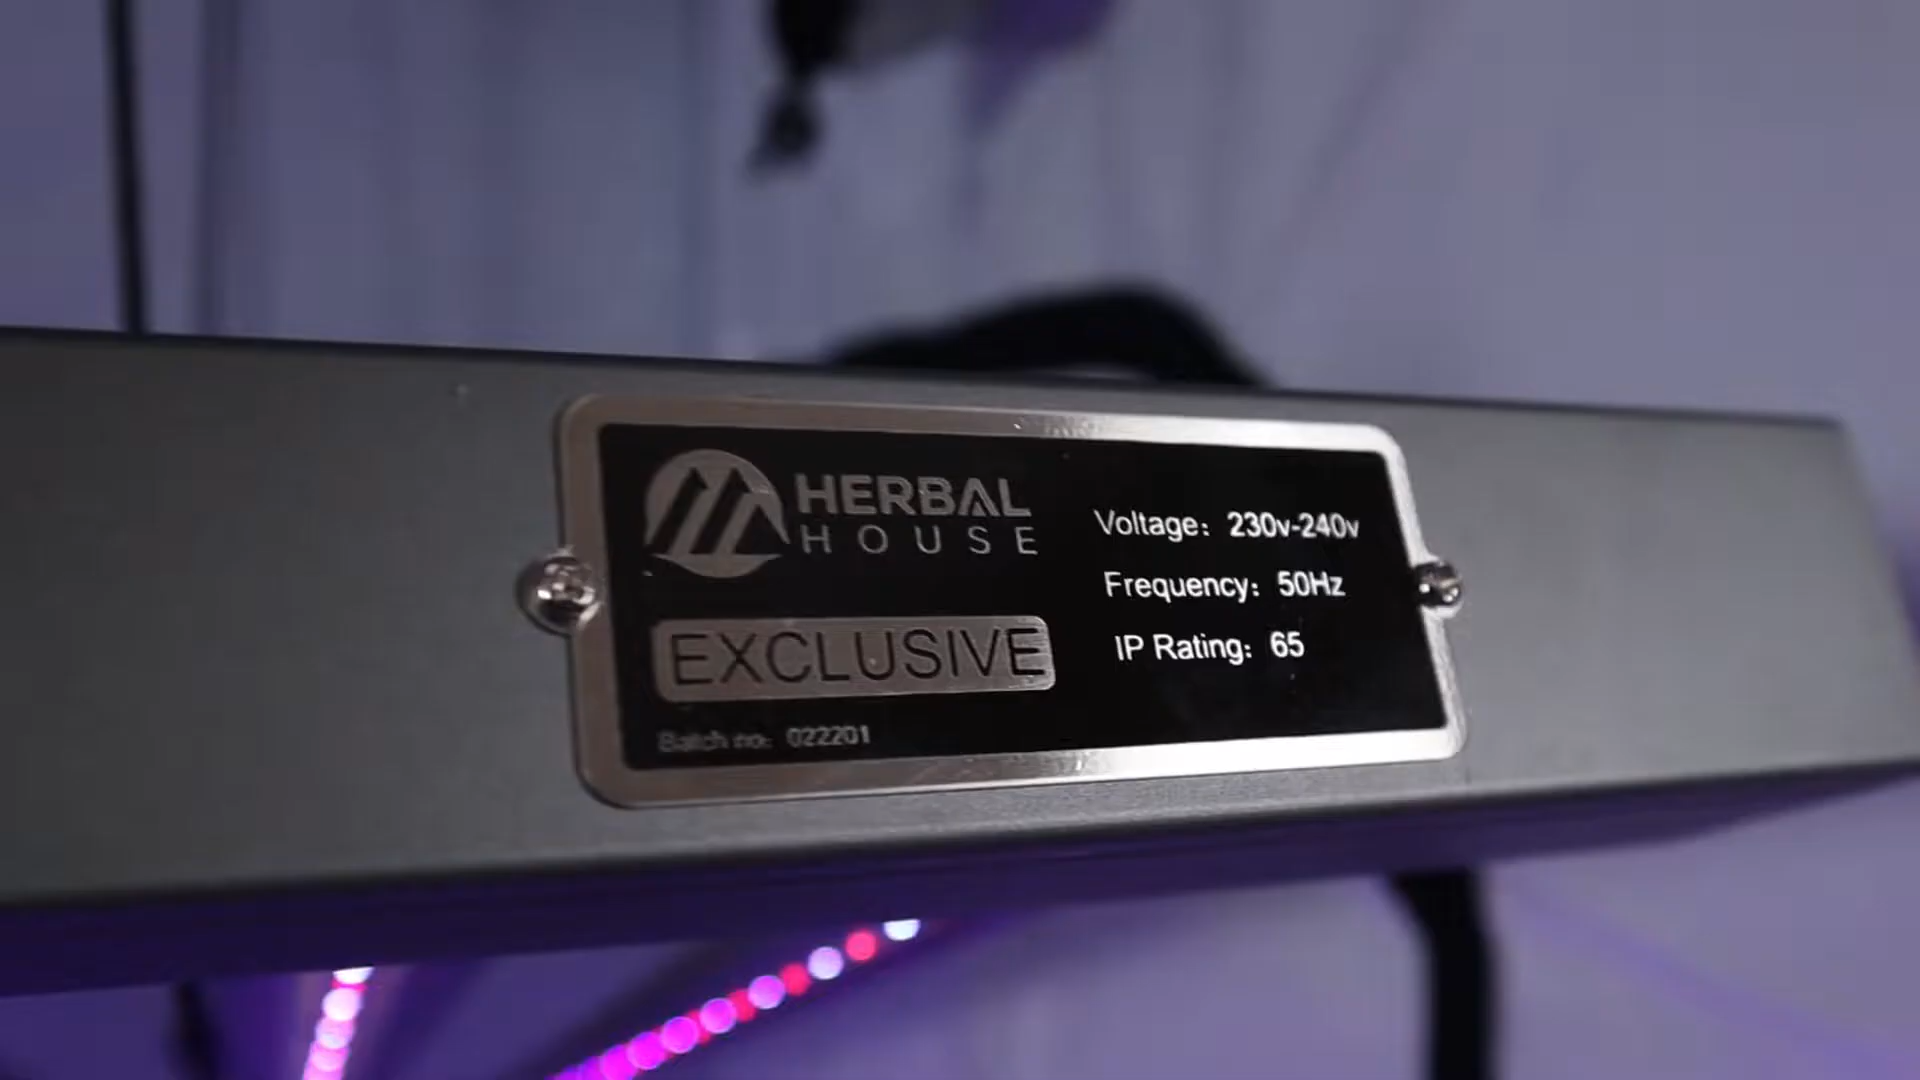 HERBAL
HOUSE
EXCLUSIVE
Batch no: 022201
Voltage: 230v-240v
Frequency: 50Hz
IP Rating: 65